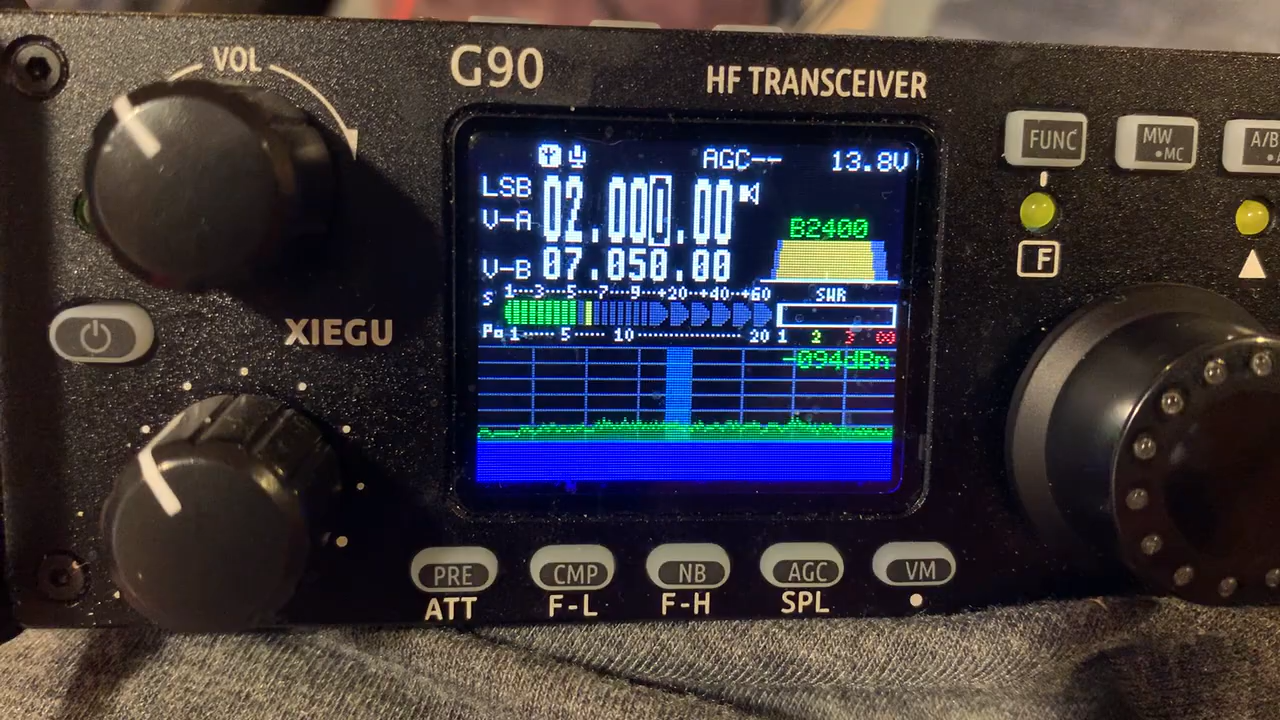 VOL
G90
HF TRANSCEIVER
FUNC
MW
MC
A/B
F
AGC--
13.8V
LSB
02.000.00
V-A
B2400
V-B
07.050.00
S
1--3--5--7--9--+20--+40--+60
SWR
Po
1 5 10 20
1 2 3 ∞
-094dBm
XIEGU
PRE
CMP
NB
AGC
VM
ATT
F-L
F-H
SPL